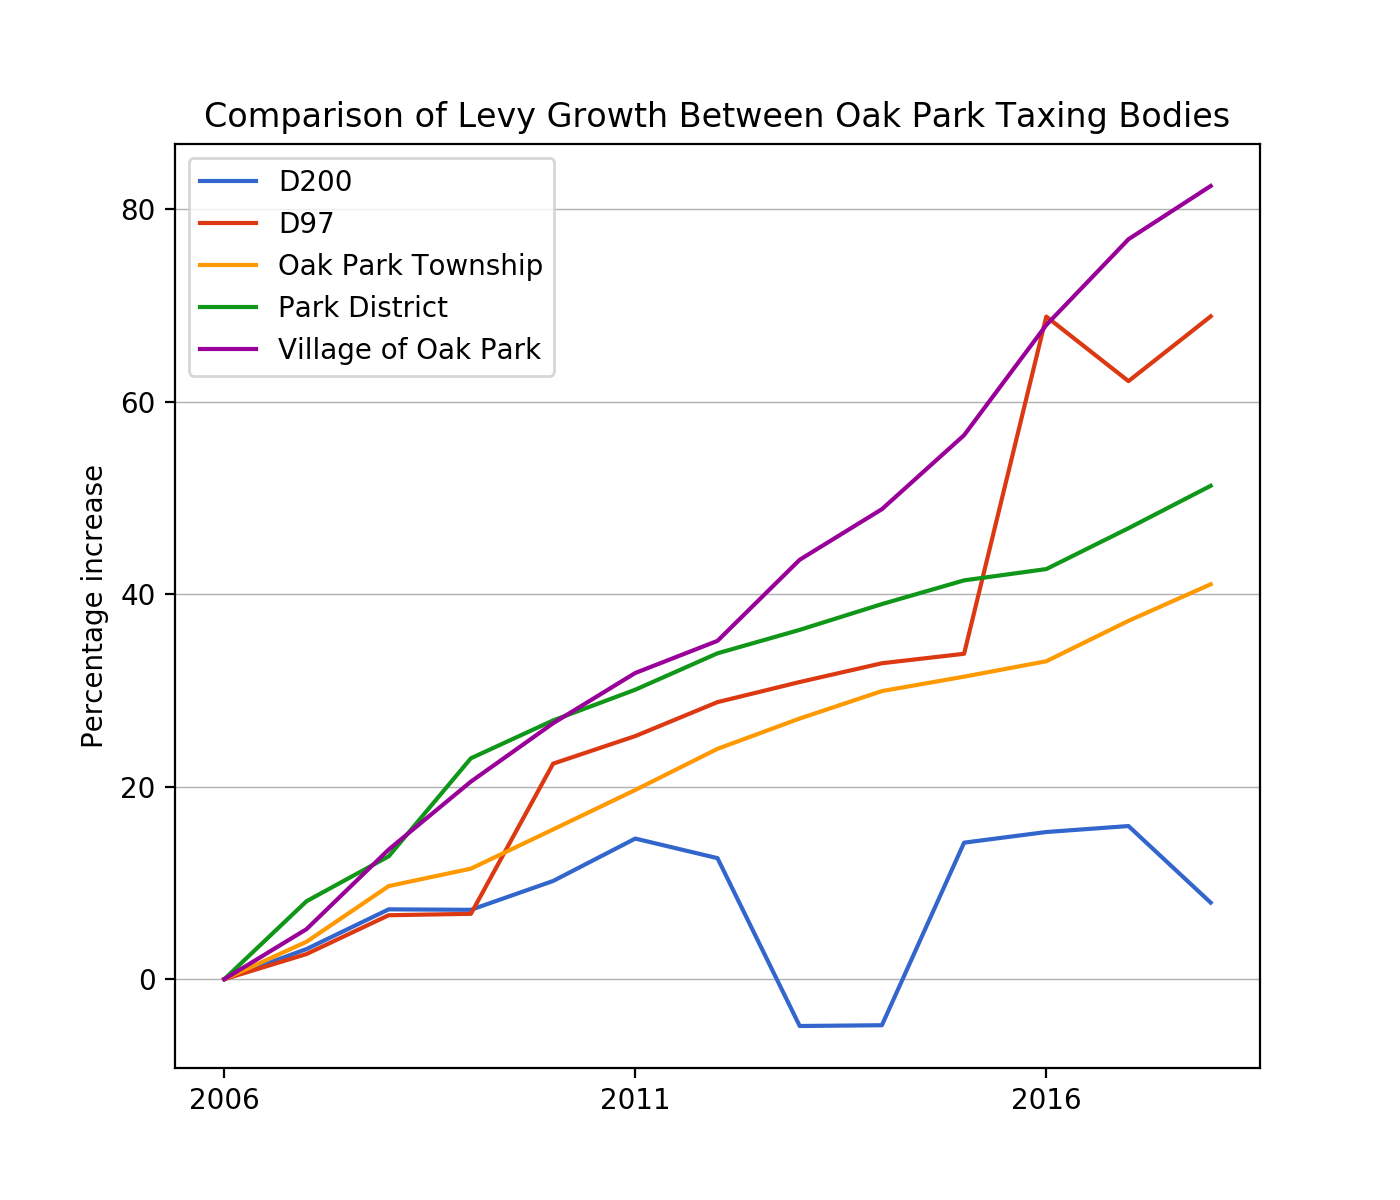 Comparison of Levy Growth Between Oak Park Taxing Bodies
D200
D97
Oak Park Township
Park District
Village of Oak Park
Percentage increase
80
60
40
20
0
2006 2011 2016